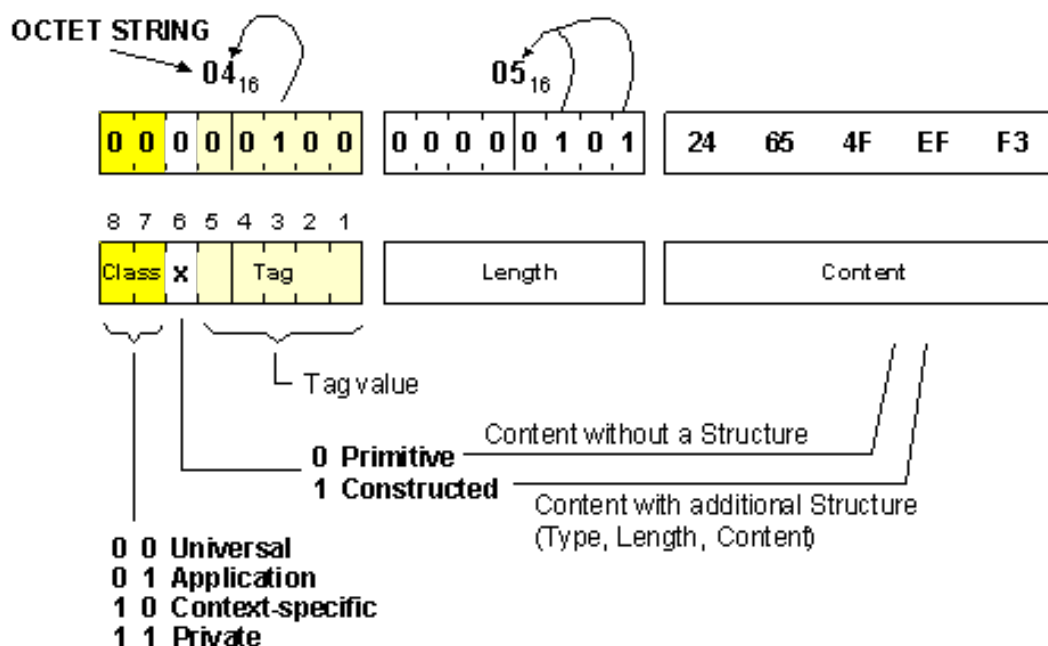 OCTET STRING
04₁₆ 05₁₆
0 0 0 0 0 1 0 0 0 0 0 0 0 1 0 1 24 65 4F EF F3
8 7 6 5 4 3 2 1
Class x Tag Length Content
Tag value
Content without a Structure
0 Primitive
1 Constructed
Content with additional Structure
(Type, Length, Content)
0 0 Universal
0 1 Application
1 0 Context-specific
1 1 Private